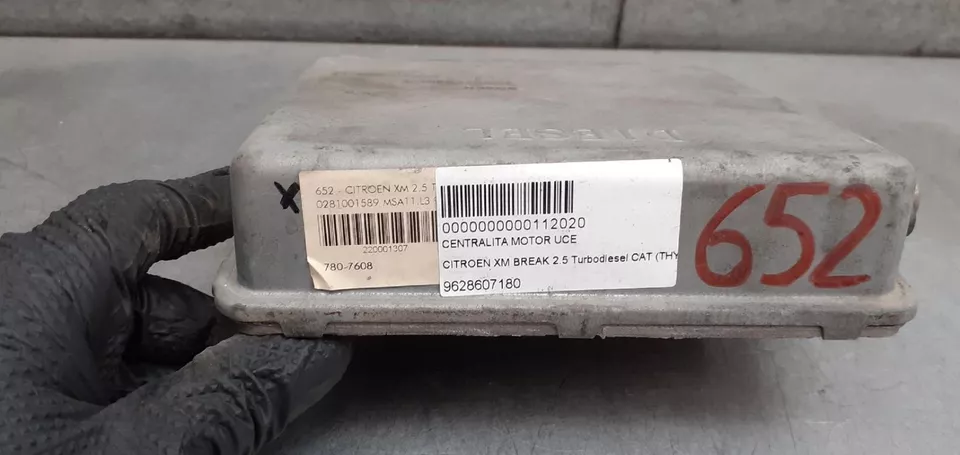 DIESEL
652 - CITROEN XM 2.5 T
0281001589 MSA11 L3
220001307
780-7608
0000000000112020
CENTRALITA MOTOR UCE
CITROEN XM BREAK 2.5 Turbodiesel CAT (THY
9628607180
652
X